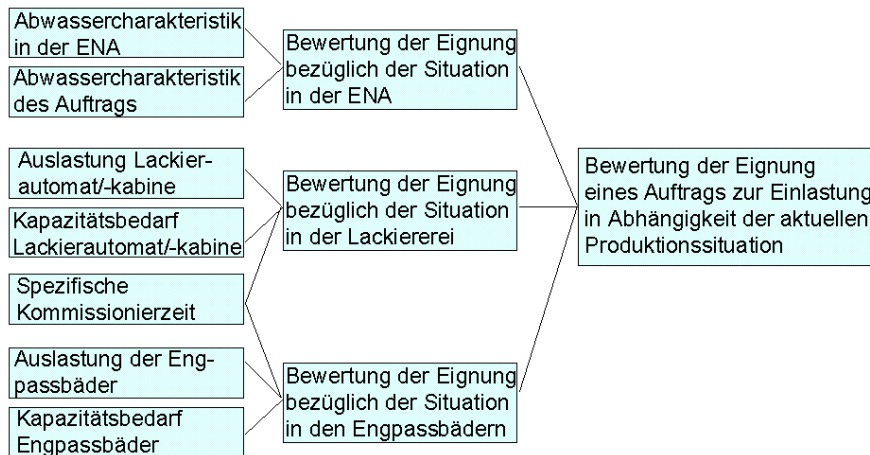 Abwassercharakteristik
in der ENA
Abwassercharakteristik
des Auftrags
Auslastung Lackier-
automat/-kabine
Kapazitätsbedarf
Lackierautomat/-kabine
Spezifische
Kommissionierzeit
Auslastung der Eng-
passbäder
Kapazitätsbedarf
Engpassbäder
Bewertung der Eignung
bezüglich der Situation
in der ENA
Bewertung der Eignung
bezüglich der Situation
in der Lackiererei
Bewertung der Eignung
bezüglich der Situation
in den Engpassbädern
Bewertung der Eignung
eines Auftrags zur Einlastung
in Abhängigkeit der aktuellen
Produktionssituation